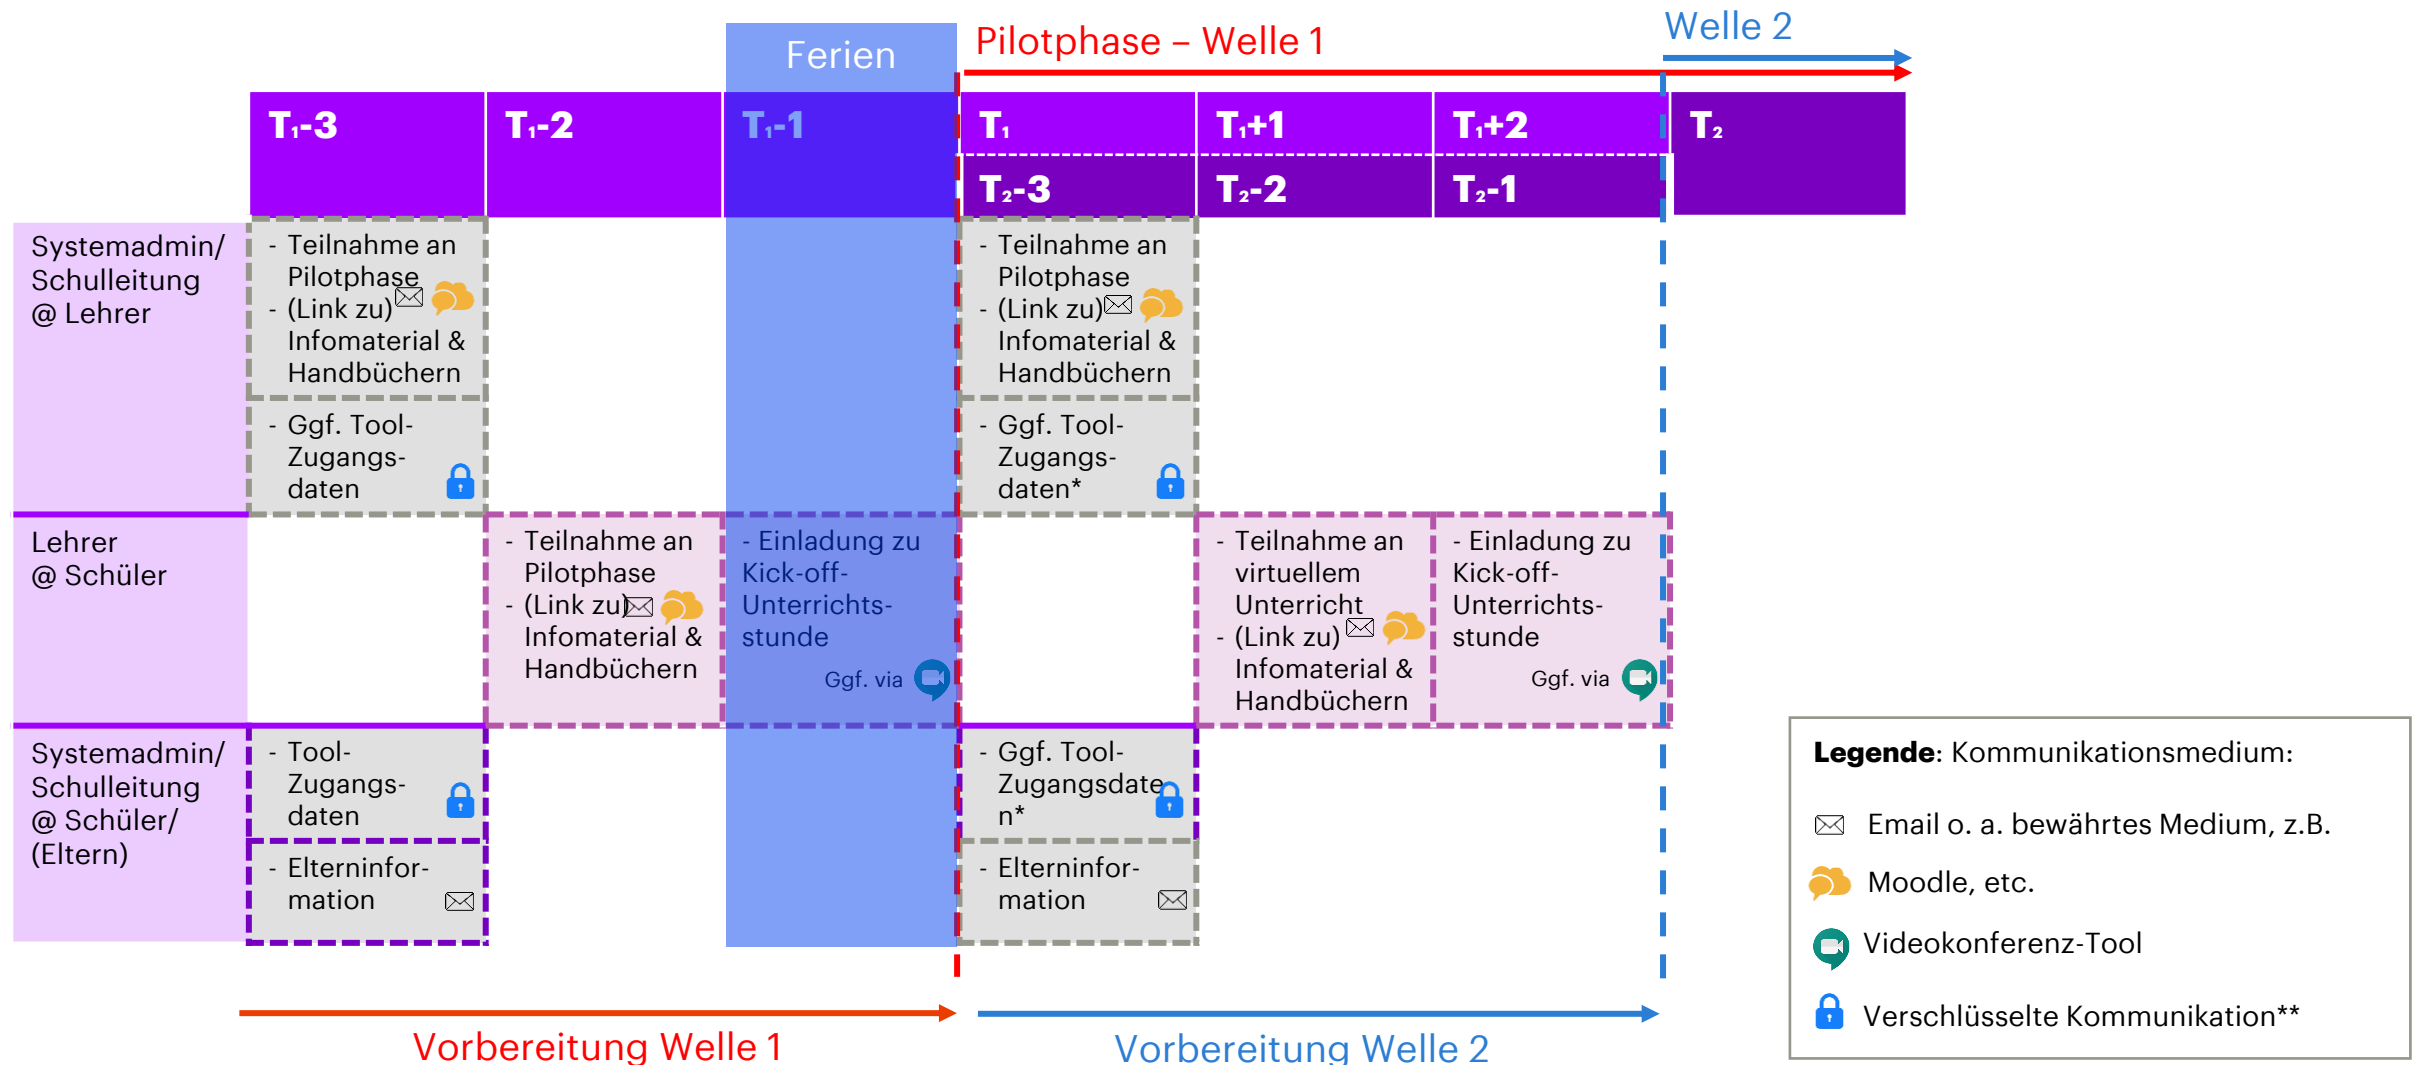 Ferien
Pilotphase – Welle 1
Welle 2
T₁-3
T₁-2
T₁-1
T₁
T₁+1
T₁+2
T₂
T₂-3
T₂-2
T₂-1
Systemadmin/
Schulleitung
@ Lehrer
- Teilnahme an
Pilotphase
- (Link zu)
Infomaterial &
Handbüchern
- Ggf. Tool-
Zugangs-
daten
- Teilnahme an
Pilotphase
- (Link zu)
Infomaterial &
Handbüchern
- Ggf. Tool-
Zugangs-
daten*
Lehrer
@ Schüler
- Teilnahme an
Pilotphase
- (Link zu)
Infomaterial &
Handbüchern
- Einladung zu
Kick-off-
Unterrichts-
stunde
Ggf. via
- Teilnahme an
virtuellem
Unterricht
- (Link zu)
Infomaterial &
Handbüchern
- Einladung zu
Kick-off-
Unterrichts-
stunde
Ggf. via
Systemadmin/
Schulleitung
@ Schüler/
(Eltern)
- Tool-
Zugangs-
daten
- Elterninfor-
mation
- Ggf. Tool-
Zugangsdate
n*
- Elterninfor-
mation
Vorbereitung Welle 1
Vorbereitung Welle 2
Legende: Kommunikationsmedium:
Email o. a. bewährtes Medium, z.B.
Moodle, etc.
Videokonferenz-Tool
Verschlüsselte Kommunikation**